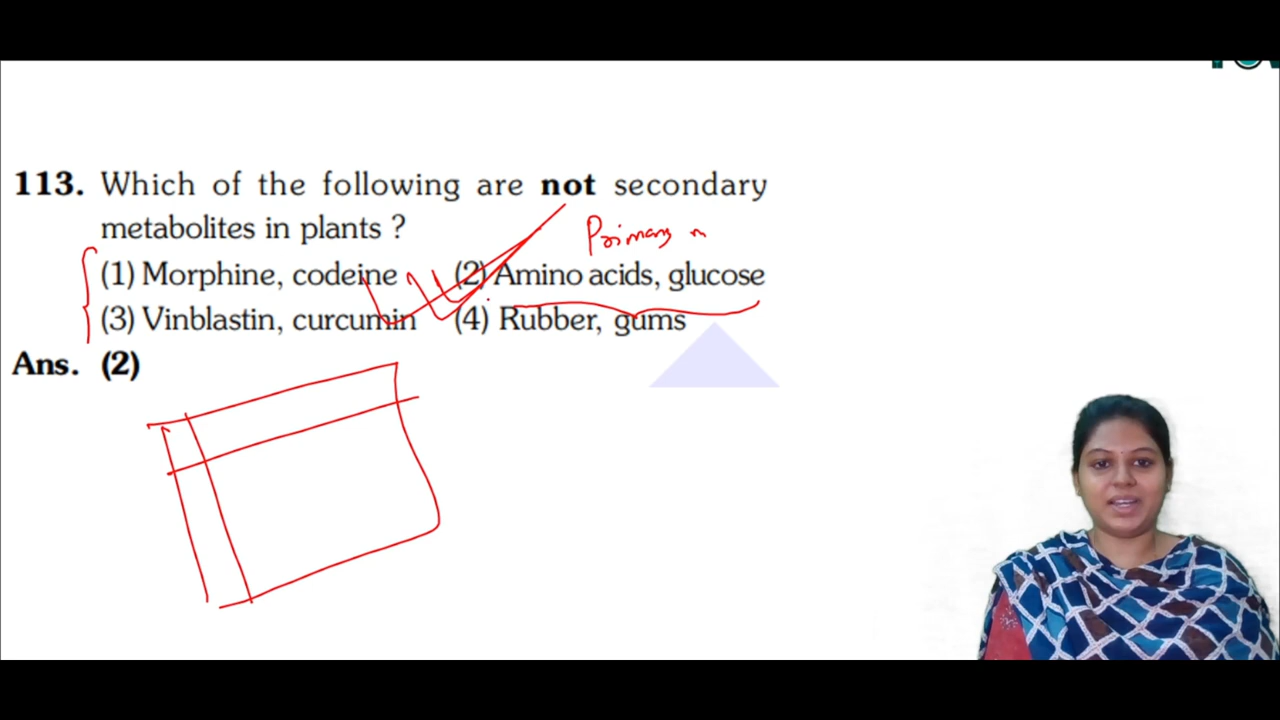 113. Which of the following are not secondary
metabolites in plants ?
Primary
(1) Morphine, codeine (2) Amino acids, glucose
(3) Vinblastin, curcumin (4) Rubber, gums
Ans. (2)